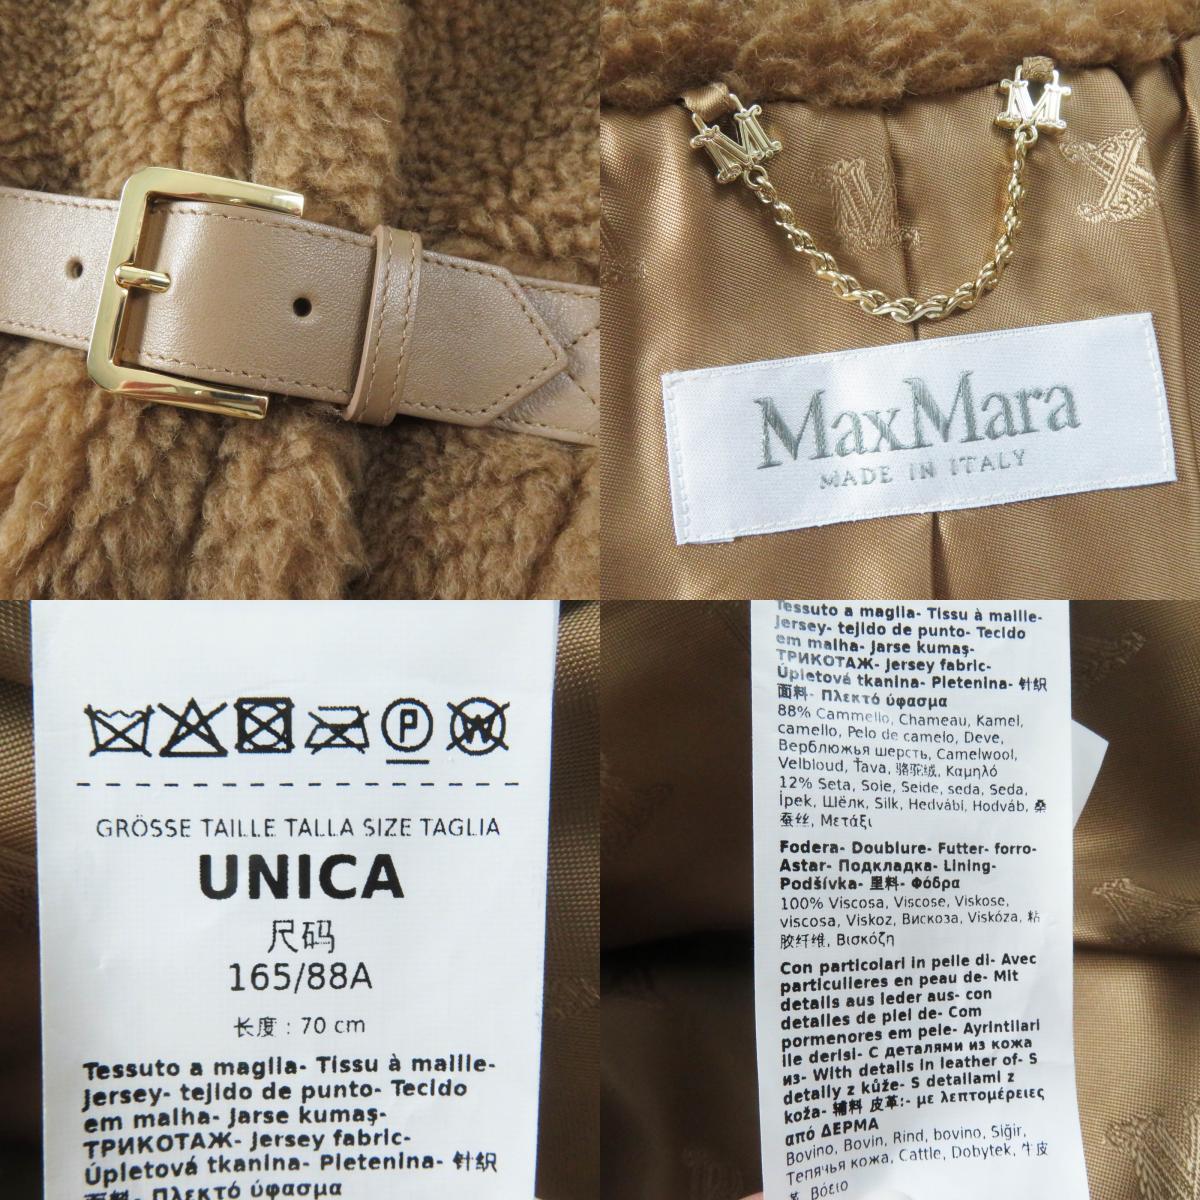 MaxMara
MADE IN ITALY
P
W
GRÖSSE TAILLE TALLA SIZE TAGLIA
UNICA
尺码
165/88A
长度：70 cm
Tessuto a maglia- Tissu à maille-
Jersey- tejido de punto- Tecido
em malha- Jarse kumaş-
ТРИКОТАЖ- Jersey fabric-
Úpletová tkanina- Pletenina- 针织
面料- Πλεκτό ύφασμα
Tessuto a maglia- Tissu à maille-
Jersey- tejido de punto- Tecido
em malha- Jarse kumaş-
ТРИКОТАЖ- Jersey fabric-
Úpletová tkanina- Pletenina- 针织
面料- Πλεκτό ύφασμα
88% Cammello, Chameau, Kamel,
camello, Pelo de camelo, Deve,
Верблюжья шерсть, Camelwool,
Velbloud, Ťava, 骆驼绒, Καμηλό
12% Seta, Soie, Seide, seda, Seda,
İpek, Шёлк, Silk, Hedvábí, Hodváb, 桑
蚕丝, Μετάξι
Fodera- Doublure- Futter- forro-
Astar- Подкладка- Lining-
Podšívka- 里料- Φόδρα
100% Viscosa, Viscose, Viskose,
viscosa, Viskoz, Вискоза, Viskóza, 粘
胶纤维, Βισκόζη
Con particolari in pelle di- Avec
particulieres en peau de- Mit
details aus leder aus- con
detalles de piel de- Com
pormenores em pele- Ayrintilari
ile derisi- С деталями из кожа
из- With details in leather of- S
detaily z kůže- S detailami z
koža- 辅料 皮革:- με λεπτομέρειες
από ΔΕΡΜΑ
Bovino, Bovin, Rind, bovino, Siğir,
Телячья кожа, Cattle, Dobytek, 牛皮
革, Βόειο